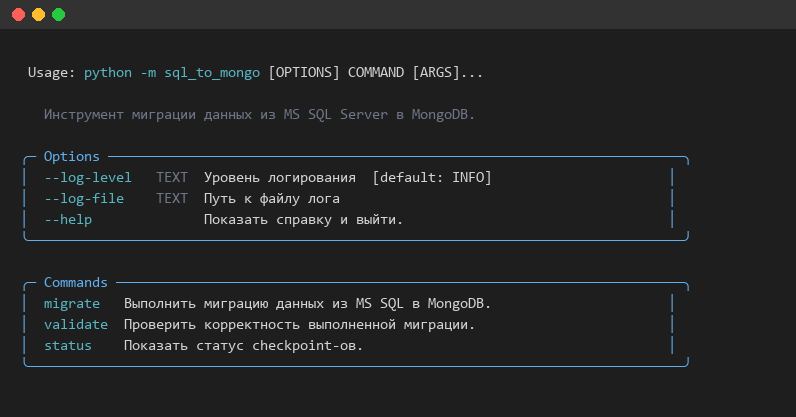 Usage: python -m sql_to_mongo [OPTIONS] COMMAND [ARGS]...
Инструмент миграции данных из MS SQL Server в MongoDB.
Options
--log-level TEXT Уровень логирования [default: INFO]
--log-file TEXT Путь к файлу лога
--help Показать справку и выйти.
Commands
migrate Выполнить миграцию данных из MS SQL в MongoDB.
validate Проверить корректность выполненной миграции.
status Показать статус checkpoint-ов.